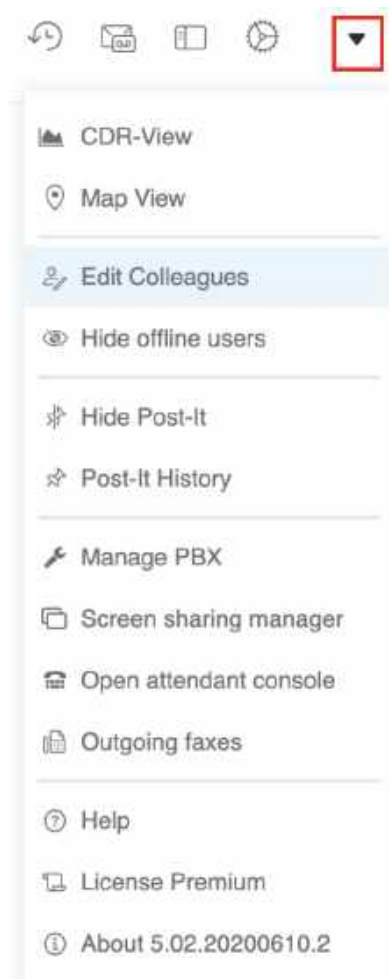 CDR-View
Map View
Edit Colleagues
Hide offline users
Hide Post-It
Post-It History
Manage PBX
Screen sharing manager
Open attendant console
Outgoing faxes
Help
License Premium
About 5.02.20200610.2